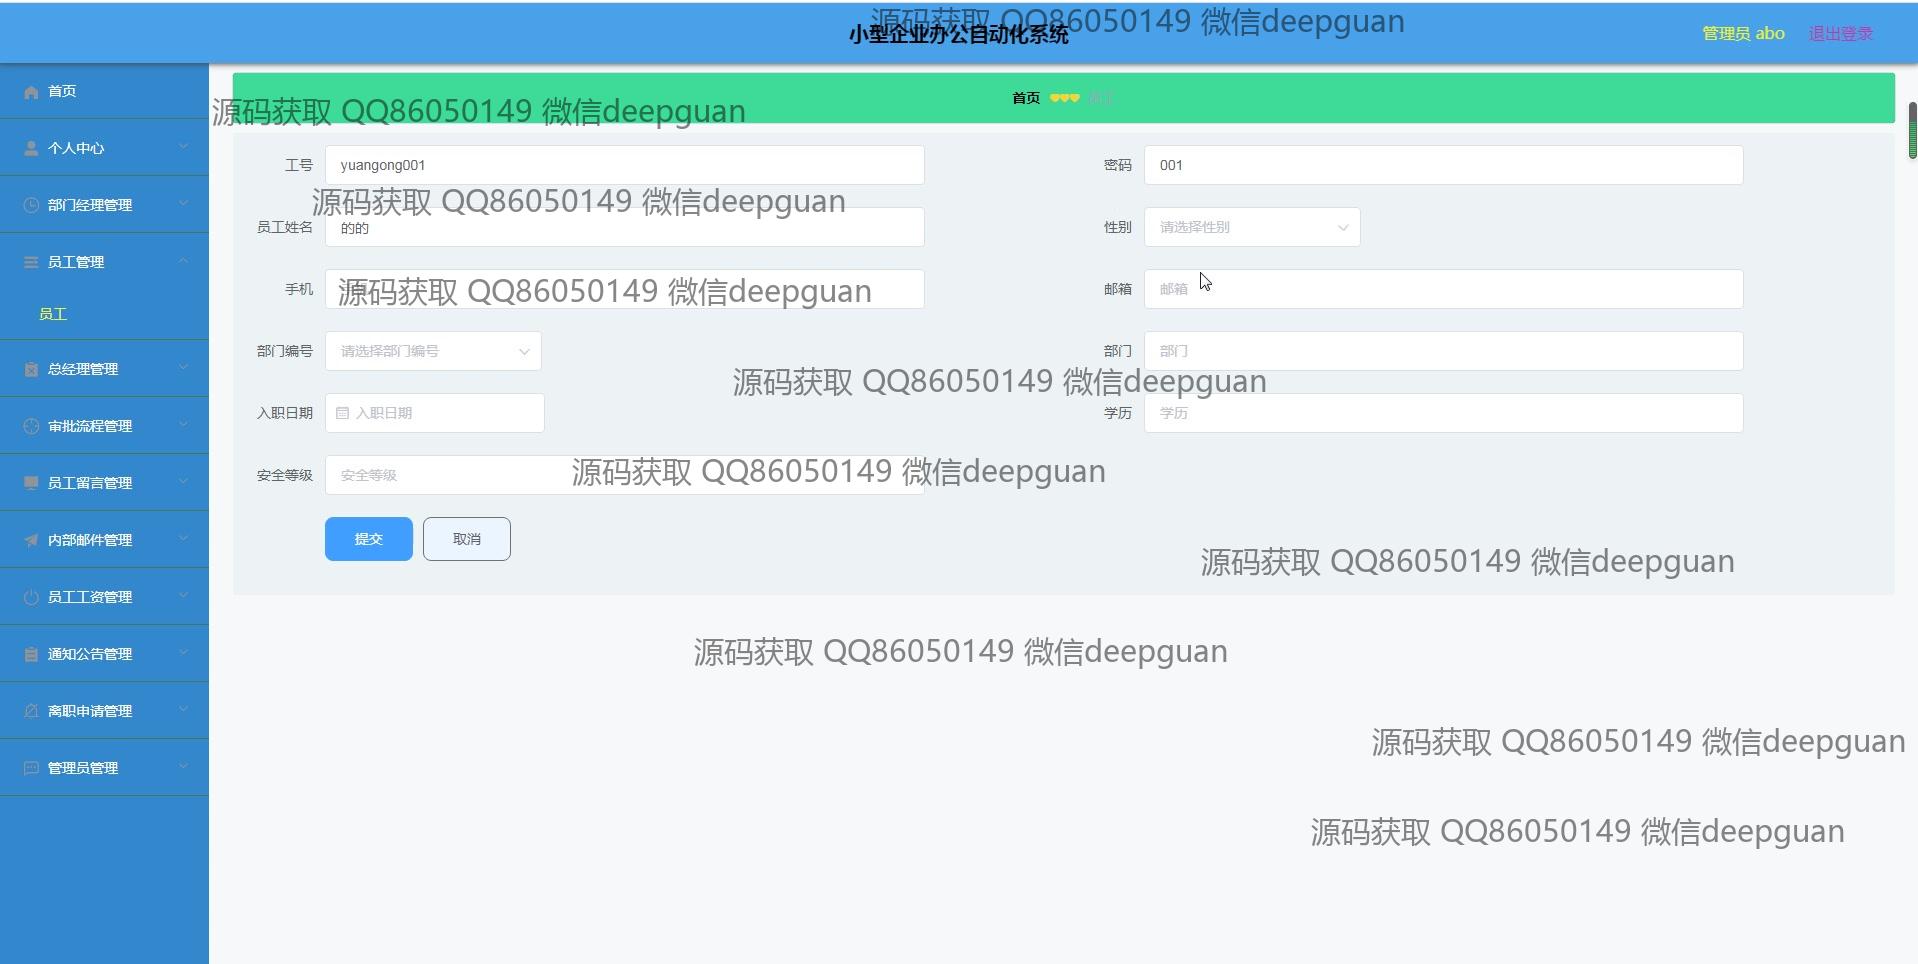 源码获取 QQ86050149 微信deepguan
小型企业办公自动化系统
管理员 abo 退出登录
首页
首页 员工
源码获取 QQ86050149 微信deepguan
个人中心
工号 yuangong001 密码 001
部门经理管理
源码获取 QQ86050149 微信deepguan
员工姓名 的的 性别 请选择性别
员工管理
手机 邮箱 邮箱
源码获取 QQ86050149 微信deepguan
员工
部门编号 请选择部门编号 部门 部门
总经理管理
源码获取 QQ86050149 微信deepguan
入职日期 入职日期 学历 学历
审批流程管理
安全等级 安全等级
源码获取 QQ86050149 微信deepguan
员工留言管理
提交 取消
内部邮件管理
源码获取 QQ86050149 微信deepguan
员工工资管理
通知公告管理
源码获取 QQ86050149 微信deepguan
离职申请管理
源码获取 QQ86050149 微信deepguan
管理员管理
源码获取 QQ86050149 微信deepguan